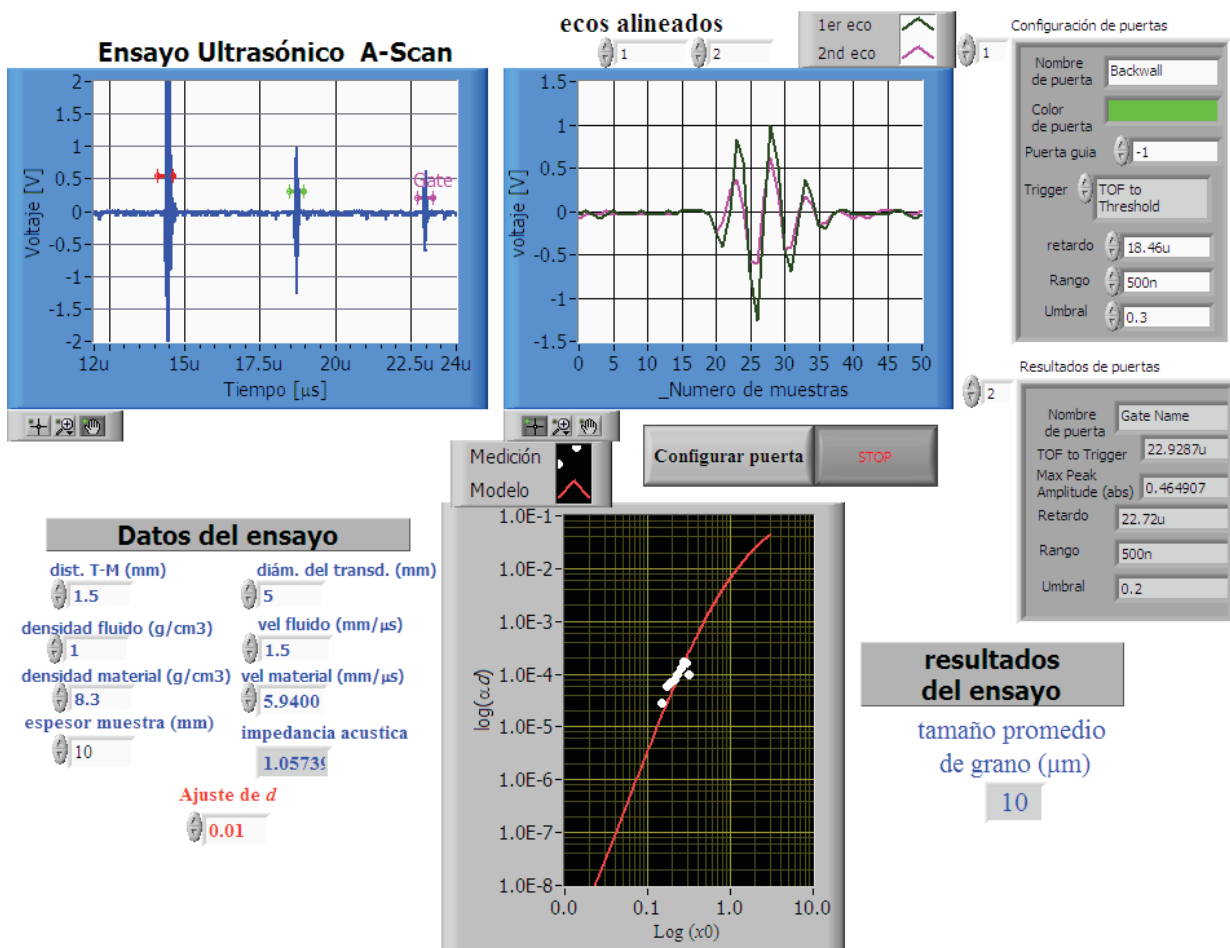 Ensayo Ultrasónico A-Scan
Voltaje [V]
2
1.5
1
0.5
0
-0.5
-1
-1.5
-2
Gate
12u 15u 17.5u 20u 22.5u 24u
Tiempo [µs]
ecos alineados
1 2
1er eco
2nd eco
voltaje [V]
1.5
1
0.5
0
-0.5
-1
-1.5
0 5 10 15 20 25 30 35 40 45 50
_Numero de muestras
Configuración de puertas
1
Nombre de puerta Backwall
Color de puerta
Puerta guia -1
Trigger TOF to Threshold
retardo 18.46u
Rango 500n
Umbral 0.3
Resultados de puertas
2
Nombre de puerta Gate Name
TOF to Trigger 22.9287u
Max Peak Amplitude (abs) 0.464907
Retardo 22.72u
Rango 500n
Umbral 0.2
Configurar puerta STOP
Medición
Modelo
log(αd)
1.0E-1
1.0E-2
1.0E-3
1.0E-4
1.0E-5
1.0E-6
1.0E-7
1.0E-8
0.0 0.1 1.0 10.0
Log (x0)
Datos del ensayo
dist. T-M (mm) diám. del transd. (mm)
1.5 5
densidad fluido (g/cm3) vel fluido (mm/µs)
1 1.5
densidad material (g/cm3) vel material (mm/µs)
8.3 5.9400
espesor muestra (mm) impedancia acustica
10 1.05739
Ajuste de d
0.01
resultados
del ensayo
tamaño promedio
de grano (µm)
10